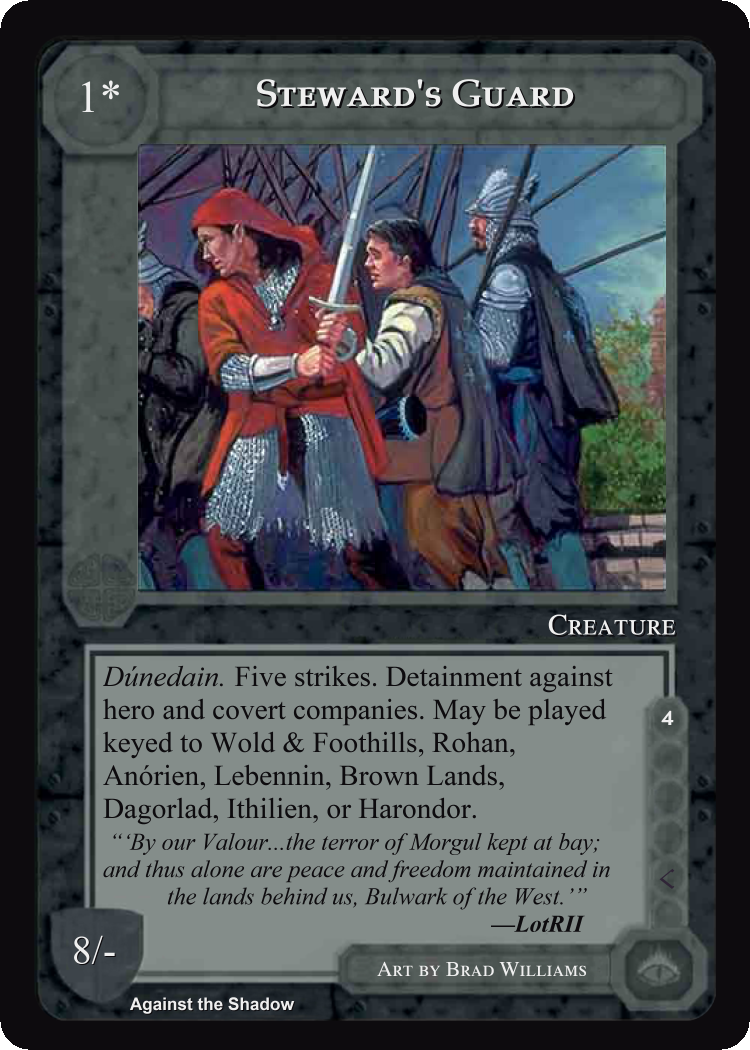 1*
Steward's Guard
Creature
Dúnedain. Five strikes. Detainment against
hero and covert companies. May be played
keyed to Wold & Foothills, Rohan,
Anórien, Lebennin, Brown Lands,
Dagorlad, Ithilien, or Harondor.
4
“‘By our Valour...the terror of Morgul kept at bay;
and thus alone are peace and freedom maintained in
the lands behind us, Bulwark of the West.’”
—LotRII
8/-
Art by Brad Williams
Against the Shadow